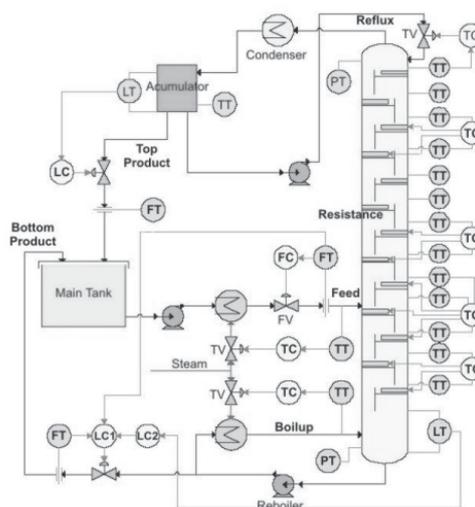 Reflux
TV
TC
Condenser
TT
PT
Acumulator
LT
TT
TT
TT
TC
TT
Top
Product
LC
TT
TT
FT
Resistance
TT
TC
TT
Bottom
Product
FC
FT
TT
Main Tank
Feed
TT
FV
TC
TV
TC
TT
TT
Steam
TT
TV
TC
TT
TC
TT
Boilup
FT
LC1
LC2
LT
PT
Reboiler